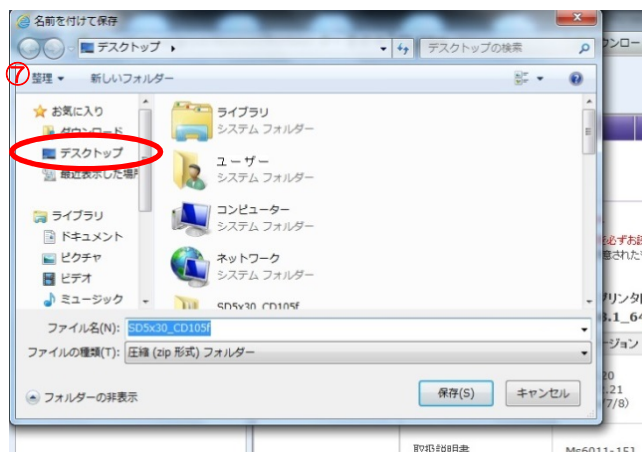 名前を付けて保存
デスクトップ
デスクトップの検索
⑦
整理
新しいフォルダー
お気に入り
ダウンロード
デスクトップ
最近表示した場所
ライブラリ
ドキュメント
ピクチャ
ビデオ
ミュージック
ライブラリ
システム フォルダー
ユーザー
システム フォルダー
コンピューター
システム フォルダー
ネットワーク
システム フォルダー
SD5x30_CD105f
ファイル名(N): SD5x30_CD105f
ファイルの種類(T): 圧縮 (zip 形式) フォルダー
フォルダーの非表示
保存(S)
キャンセル
ンロー
必ずお
意された
プリンタ
.1_64
ージョン
20
.21
7/8)
取扱説明書
Ms6011-151